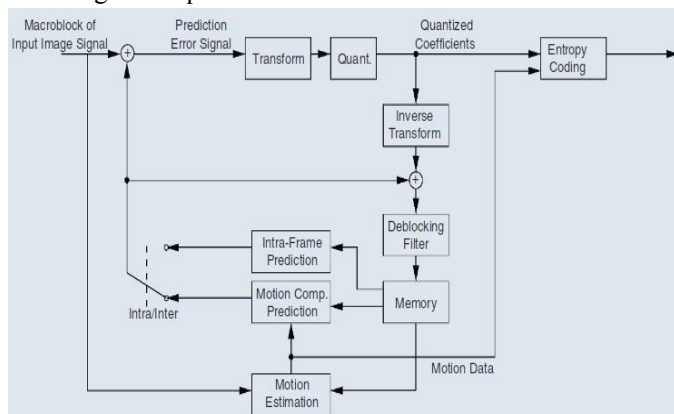 Macroblock of
Input Image Signal
Prediction
Error Signal
Quantized
Coefficients
Transform
Quant.
Entropy
Coding
Inverse
Transform
Deblocking
Filter
Intra-Frame
Prediction
Motion Comp.
Prediction
Memory
Intra/Inter
Motion Data
Motion
Estimation